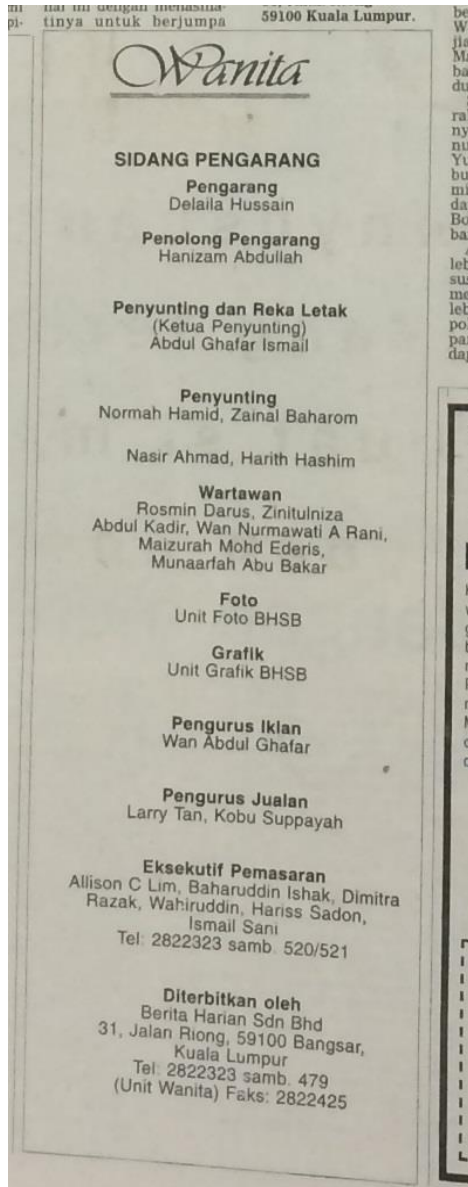 tinya untuk berjumpa
59100 Kuala Lumpur.
Wanita
SIDANG PENGARANG
Pengarang
Delaila Hussain
Penolong Pengarang
Hanizam Abdullah
Penyunting dan Reka Letak
(Ketua Penyunting)
Abdul Ghafar Ismail
Penyunting
Normah Hamid, Zainal Baharom
Nasir Ahmad, Harith Hashim
Wartawan
Rosmin Darus, Zinitulniza
Abdul Kadir, Wan Nurmawati A Rani,
Maizurah Mohd Ederis,
Munaarfah Abu Bakar
Foto
Unit Foto BHSB
Grafik
Unit Grafik BHSB
Pengurus Iklan
Wan Abdul Ghafar
Pengurus Jualan
Larry Tan, Kobu Suppayah
Eksekutif Pemasaran
Allison C Lim, Baharuddin Ishak, Dimitra
Razak, Wahiruddin, Hariss Sadon,
Ismail Sani
Tel: 2822323 samb. 520/521
Diterbitkan oleh
Berita Harian Sdn Bhd
31, Jalan Riong, 59100 Bangsar,
Kuala Lumpur
Tel: 2822323 samb. 479
(Unit Wanita) Faks: 2822425